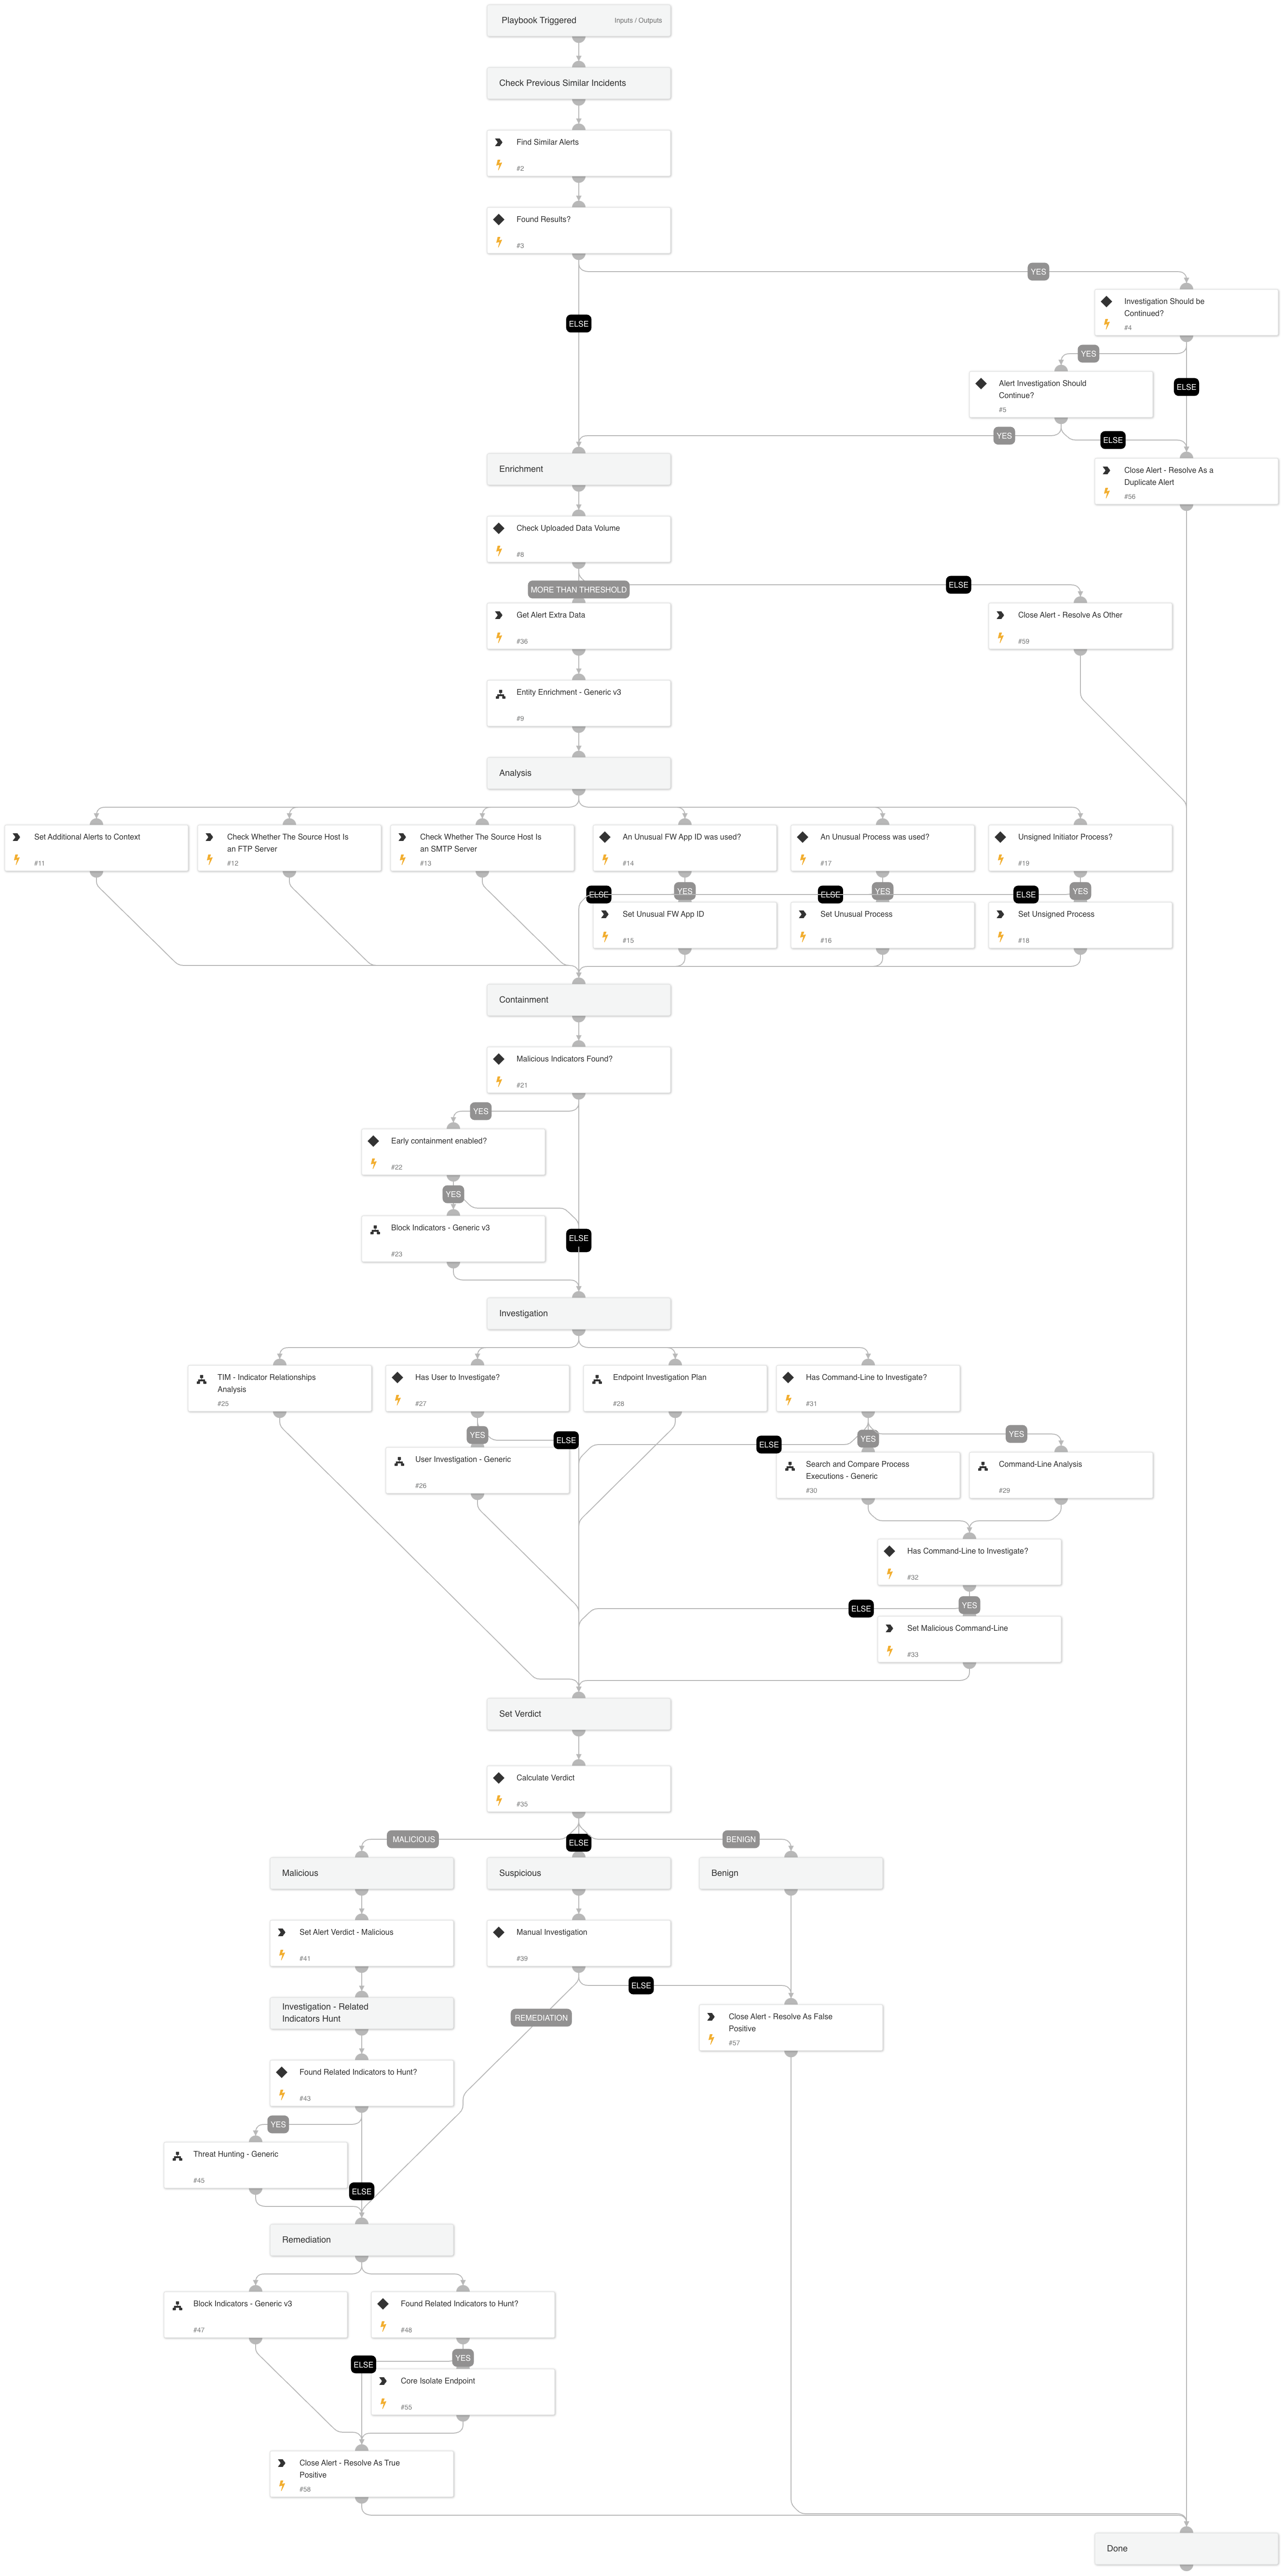 Playbook Triggered
Inputs / Outputs
Check Previous Similar Incidents
Find Similar Alerts
#2
Found Results?
#3
YES
Investigation Should be
Continued?
#4
ELSE
YES
Alert Investigation Should
Continue?
#5
ELSE
YES
ELSE
Enrichment
Close Alert - Resolve As a
Duplicate Alert
#56
Check Uploaded Data Volume
#8
MORE THAN THRESHOLD
ELSE
Get Alert Extra Data
#36
Close Alert - Resolve As Other
#59
Entity Enrichment - Generic v3
#9
Analysis
Set Additional Alerts to Context
#11
Check Whether The Source Host Is
an FTP Server
#12
Check Whether The Source Host Is
an SMTP Server
#13
An Unusual FW App ID was used?
#14
An Unusual Process was used?
#17
Unsigned Initiator Process?
#19
ELSE
YES
ELSE
YES
ELSE
YES
Set Unusual FW App ID
#15
Set Unusual Process
#16
Set Unsigned Process
#18
Containment
Malicious Indicators Found?
#21
YES
Early containment enabled?
#22
YES
Block Indicators - Generic v3
#23
ELSE
Investigation
TIM - Indicator Relationships
Analysis
#25
Has User to Investigate?
#27
Endpoint Investigation Plan
#28
Has Command-Line to Investigate?
#31
YES
ELSE
ELSE
YES
YES
User Investigation - Generic
#26
Search and Compare Process
Executions - Generic
#30
Command-Line Analysis
#29
Has Command-Line to Investigate?
#32
ELSE
YES
Set Malicious Command-Line
#33
Set Verdict
Calculate Verdict
#35
MALICIOUS
ELSE
BENIGN
Malicious
Suspicious
Benign
Set Alert Verdict - Malicious
#41
Manual Investigation
#39
ELSE
Investigation - Related
Indicators Hunt
REMEDIATION
Close Alert - Resolve As False
Positive
#57
Found Related Indicators to Hunt?
#43
YES
Threat Hunting - Generic
#45
ELSE
Remediation
Block Indicators - Generic v3
#47
Found Related Indicators to Hunt?
#48
ELSE
YES
Core Isolate Endpoint
#55
Close Alert - Resolve As True
Positive
#58
Done